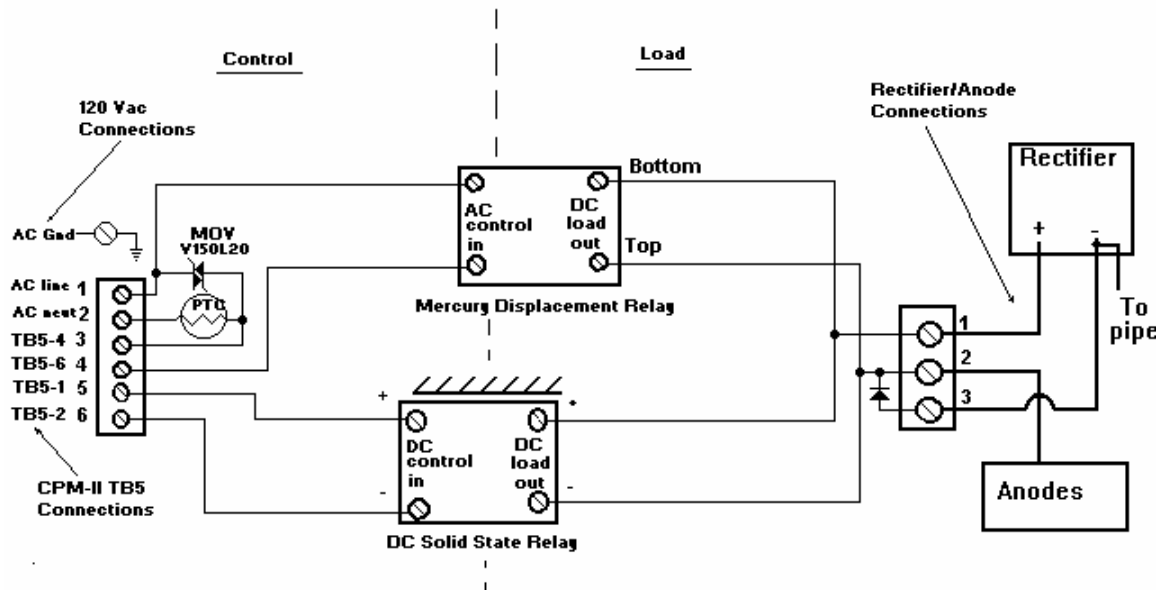 Control
Load
120 Vac
Connections
Rectifier/Anode
Connections
Rectifier
+ -
To
pipe
AC Gnd
MOV
V150L20
PTC
AC line 1
AC neut 2
TB5-4 3
TB5-6 4
TB5-1 5
TB5-2 6
CPM-II TB5
Connections
AC
control
in
DC
load
out
Bottom
Top
Mercury Displacement Relay
+
-
DC
control
in
DC
load
out
+
-
DC Solid State Relay
1
2
3
Anodes